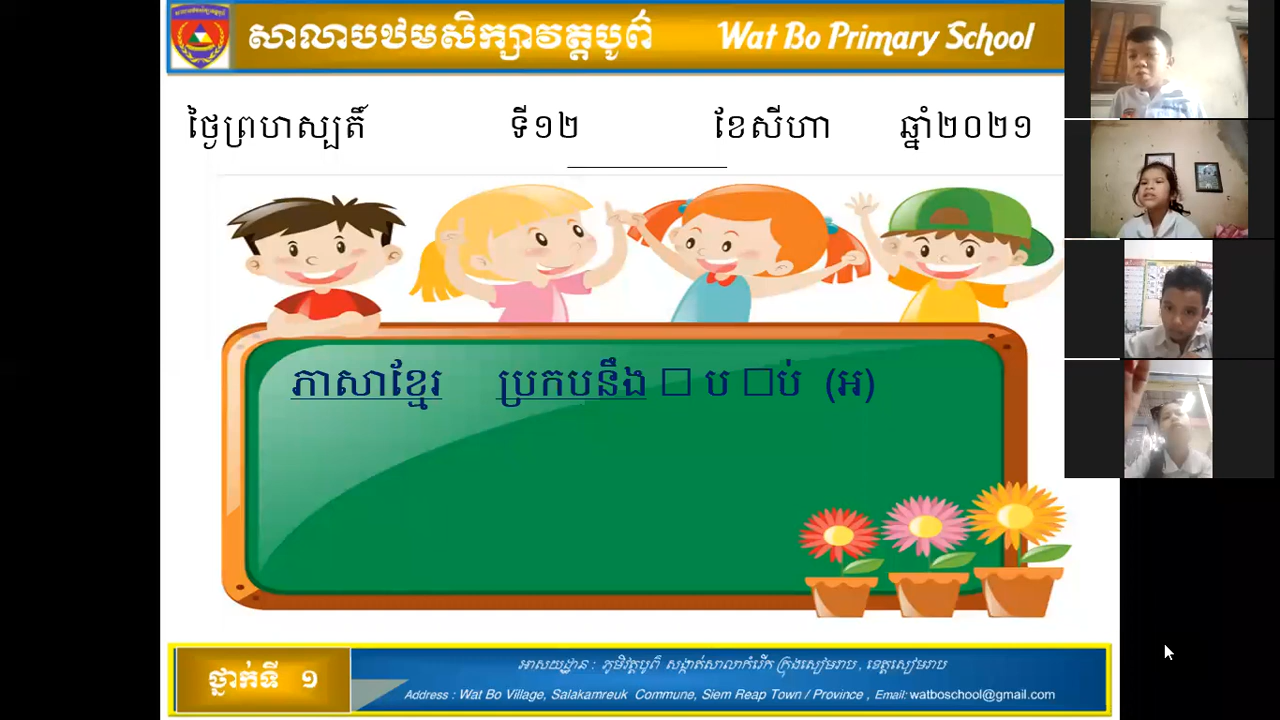 សាលាបឋមសិក្សាវត្តបូព៌ Wat Bo Primary School
ថ្ងៃព្រហស្បតិ៍ ទី១២ ខែសីហា ឆ្នាំ២០២១
ភាសាខ្មែរ ប្រកបនឹង □ ប □ប់ (អ)
ថ្នាក់ទី ១
អាសយដ្ឋាន : ភូមិវត្តបូព៌ សង្កាត់សាលាកំរើក ក្រុងសៀមរាប , ខេត្តសៀមរាប
Address : Wat Bo Village, Salakamreuk Commune, Siem Reap Town / Province , Email: watboschool@gmail.com